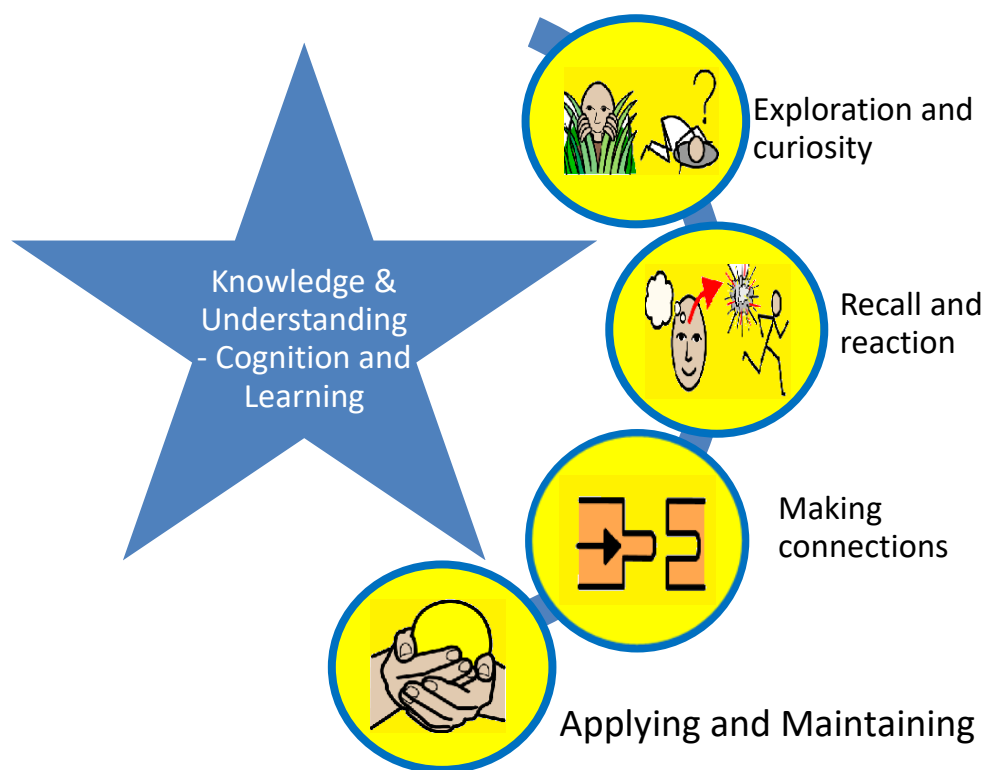 Knowledge &
Understanding
- Cognition and
Learning
?
Exploration and
curiosity
Recall and
reaction
Making
connections
Applying and Maintaining